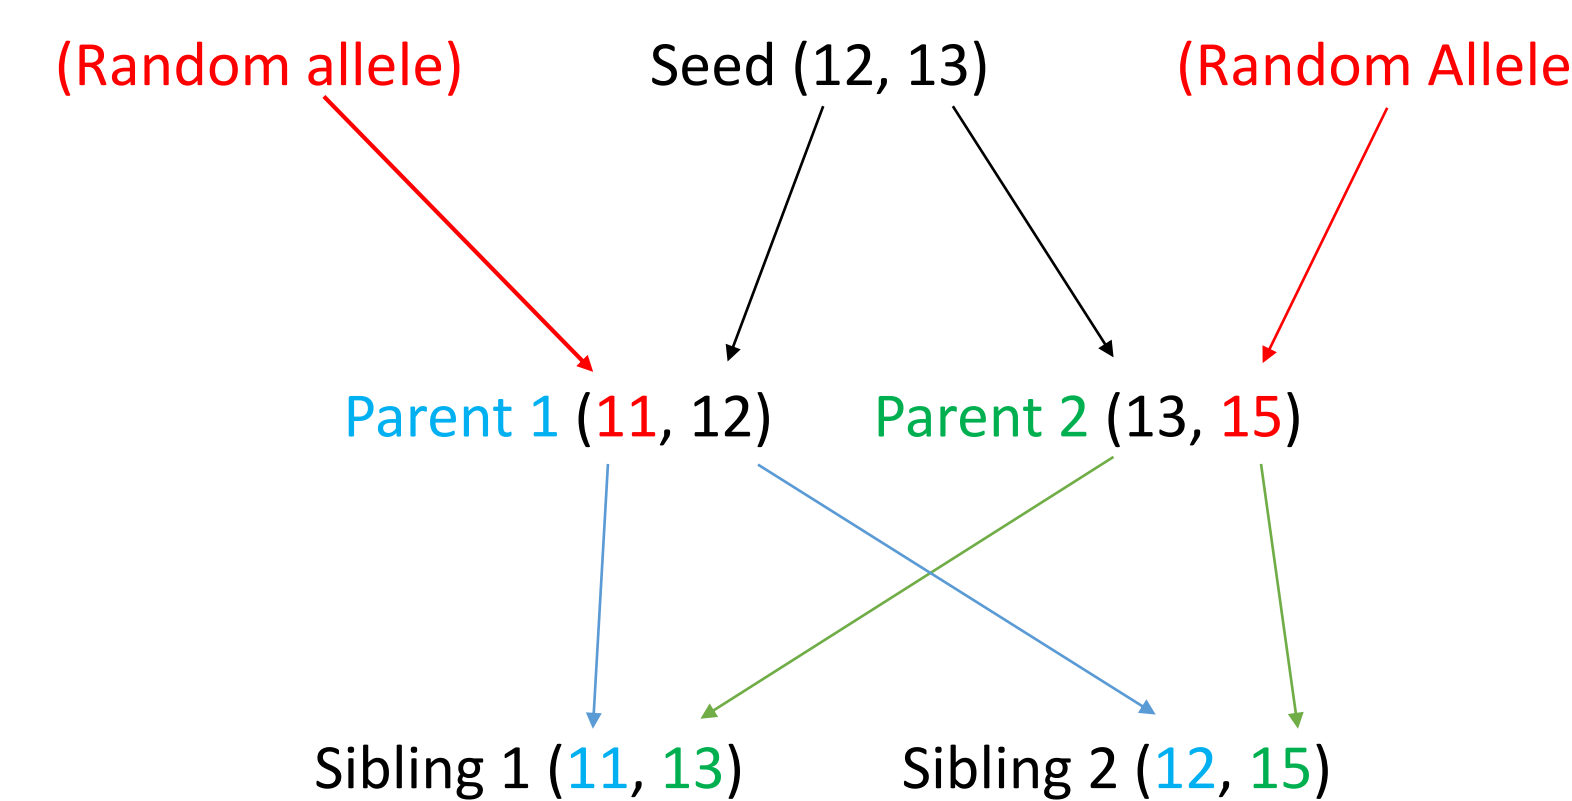 (Random allele) Seed (12, 13) (Random Allele
Parent 1 (11, 12) Parent 2 (13, 15)
Sibling 1 (11, 13) Sibling 2 (12, 15)